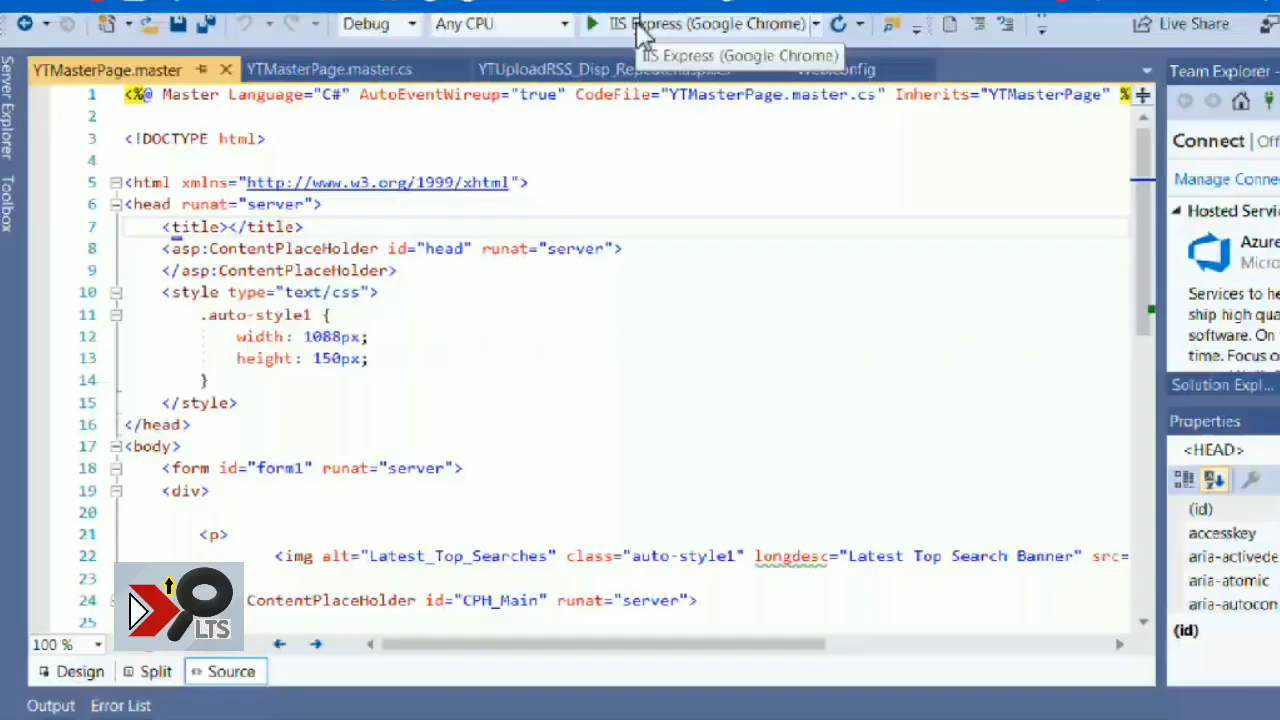 Debug Any CPU IIS Express (Google Chrome) Live Share
IIS Express (Google Chrome)
YTMasterPage.master YTMasterPage.master.cs
Team Explorer
1 <%@ Master Language="C#" AutoEventWireup="true" CodeFile="YTMasterPage.master.cs" Inherits="YTMasterPage" %
2
3 <!DOCTYPE html>
4
5 <html xmlns="http://www.w3.org/1999/xhtml">
6 <head runat="server">
7 <title></title>
8 <asp:ContentPlaceHolder id="head" runat="server">
9 </asp:ContentPlaceHolder>
10 <style type="text/css">
11 .auto-style1 {
12 width: 1088px;
13 height: 150px;
14 }
15 </style>
16 </head>
17 <body>
18 <form id="form1" runat="server">
19 <div>
20
21 <p>
22 <img alt="Latest_Top_Searches" class="auto-style1" longdesc="Latest Top Search Banner" src=
23
24 ContentPlaceHolder id="CPH_Main" runat="server">
25
LTS
100 %
Design Split Source
Output Error List
Server Explorer
Toolbox
Connect | Off
Manage Connec
Hosted Servi
Azure
Micro
Services to he
ship high qua
software. On
time. Focus o
Solution Expl...
Properties
<HEAD>
(id)
accesskey
aria-activede
aria-atomic
aria-autocon
(id)